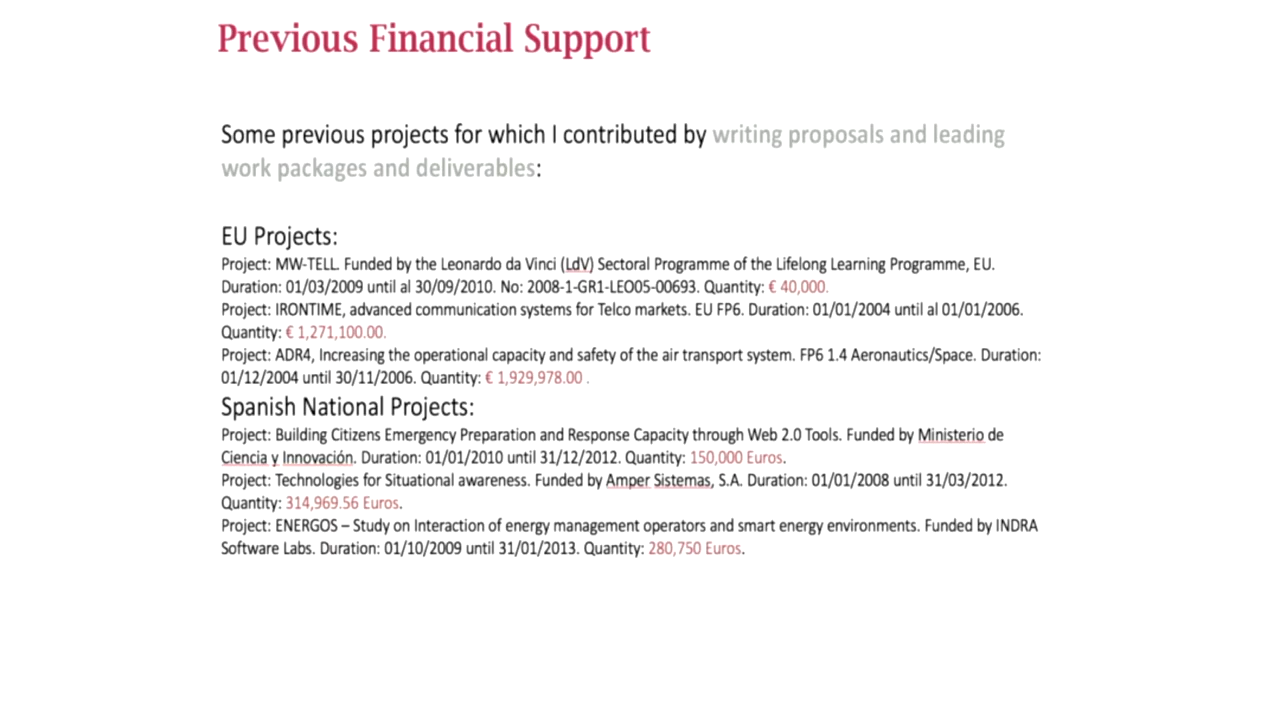 Previous Financial Support
Some previous projects for which I contributed by writing proposals and leading
work packages and deliverables:
EU Projects:
Project: MW-TELL. Funded by the Leonardo da Vinci (LdV) Sectoral Programme of the Lifelong Learning Programme, EU.
Duration: 01/03/2009 until al 30/09/2010. No: 2008-1-GR1-LEO05-00693. Quantity: € 40,000.
Project: IRONTIME, advanced communication systems for Telco markets. EU FP6. Duration: 01/01/2004 until al 01/01/2006.
Quantity: € 1,271,100.00.
Project: ADR4, Increasing the operational capacity and safety of the air transport system. FP6 1.4 Aeronautics/Space. Duration:
01/12/2004 until 30/11/2006. Quantity: € 1,929,978.00 .
Spanish National Projects:
Project: Building Citizens Emergency Preparation and Response Capacity through Web 2.0 Tools. Funded by Ministerio de
Ciencia y Innovación. Duration: 01/01/2010 until 31/12/2012. Quantity: 150,000 Euros.
Project: Technologies for Situational awareness. Funded by Amper Sistemas, S.A. Duration: 01/01/2008 until 31/03/2012.
Quantity: 314,969.56 Euros.
Project: ENERGOS – Study on Interaction of energy management operators and smart energy environments. Funded by INDRA
Software Labs. Duration: 01/10/2009 until 31/01/2013. Quantity: 280,750 Euros.